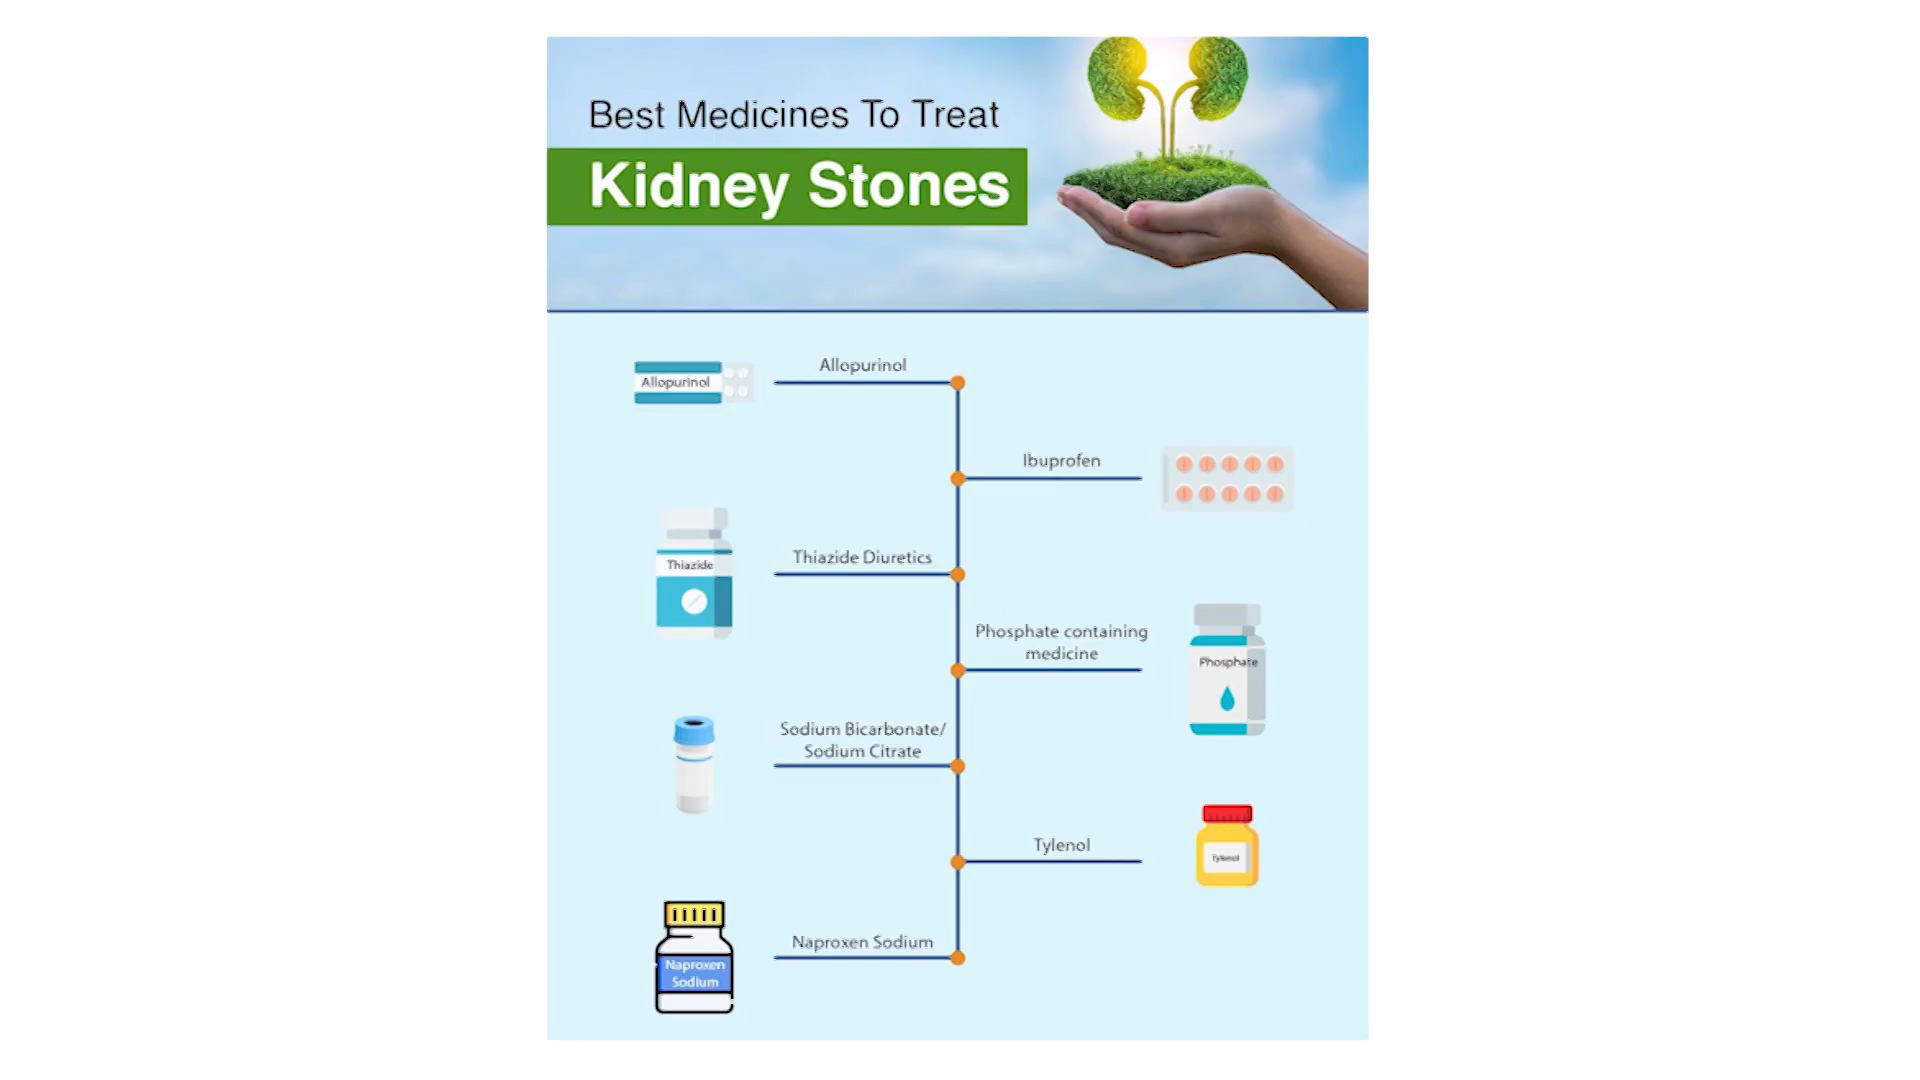 Best Medicines To Treat
Kidney Stones
Allopurinol
Allopurinol
Ibuprofen
Thiazide Diuretics
Thiazide
Phosphate containing
medicine
Phosphate
Sodium Bicarbonate/
Sodium Citrate
Tylenol
Tylenol
Naproxen Sodium
Naproxen
Sodium